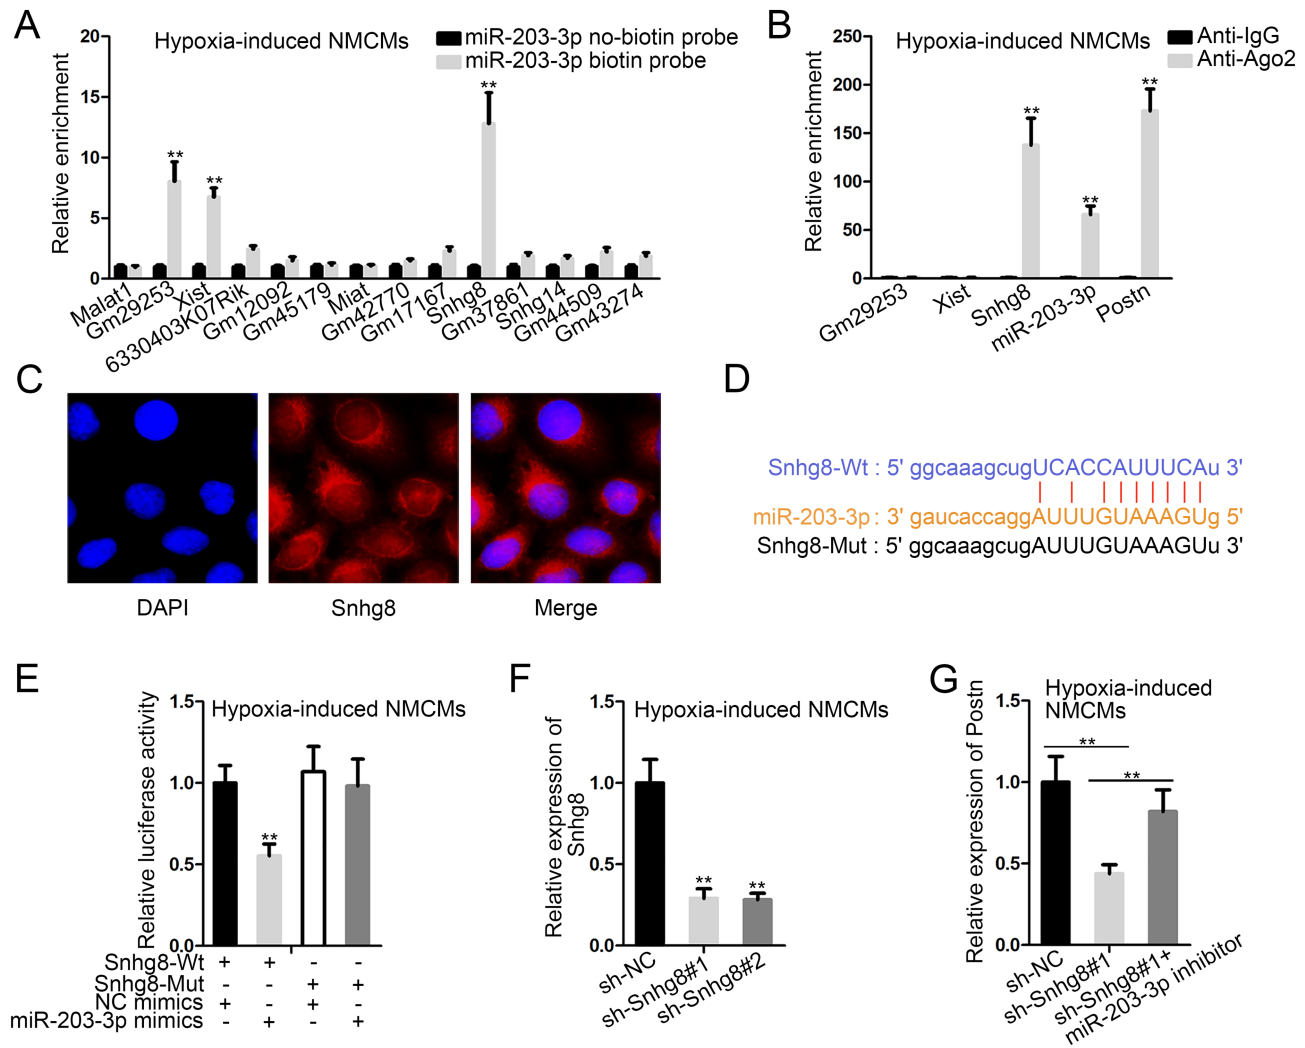 A
20
15
10
5
0
Relative enrichment
Hypoxia-induced NMCMs
miR-203-3p no-biotin probe
miR-203-3p biotin probe
**
**
**
Malat1
Gm29253
Xist
6330403K07Rik
Gm12092
Gm45179
Miat
Gm42770
Gm17167
Snhg8
Gm37861
Snhg14
Gm44509
Gm43274
B
250
200
150
100
50
0
Relative enrichment
Hypoxia-induced NMCMs
Anti-IgG
Anti-Ago2
**
**
**
Gm29253
Xist
Snhg8
miR-203-3p
Postn
C
DAPI
Snhg8
Merge
D
Snhg8-Wt : 5' ggcaaagcugUCACCAUUUCAu 3'
miR-203-3p : 3' gaucaccaggAUUUGUAAAGUg 5'
Snhg8-Mut : 5' ggcaaagcugAUUUGUAAAGUu 3'
E
1.5
1.0
0.5
0.0
Relative luciferase activity
Hypoxia-induced NMCMs
**
Snhg8-Wt + + - -
Snhg8-Mut - - + +
NC mimics + - + -
miR-203-3p mimics - + - +
F
1.5
1.0
0.5
0.0
Relative expression of
Snhg8
Hypoxia-induced NMCMs
**
**
sh-NC
sh-Snhg8#1
sh-Snhg8#2
G
1.5
1.0
0.5
0.0
Relative expression of Postn
Hypoxia-induced
NMCMs
**
**
sh-NC
sh-Snhg8#1
sh-Snhg8#1+
miR-203-3p inhibitor